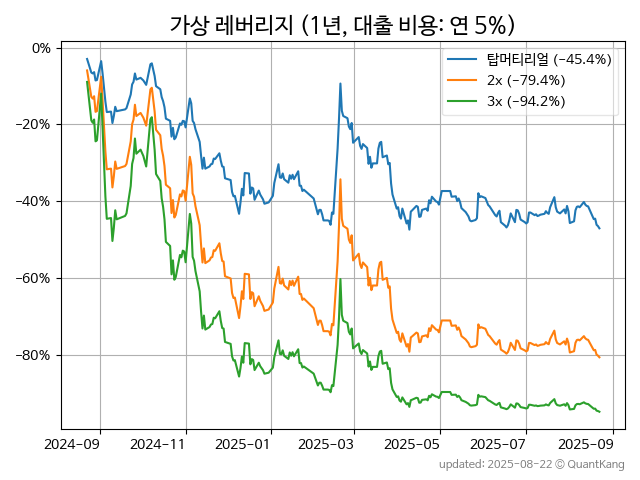 가상 레버리지 (1년, 대출 비용: 연 5%)
탑머티리얼 (−45.4%)
2x (−79.4%)
3x (−94.2%)
0%
−20%
−40%
−60%
−80%
2024-09 2024-11 2025-01 2025-03 2025-05 2025-07 2025-09
updated: 2025-08-22 © QuantKang